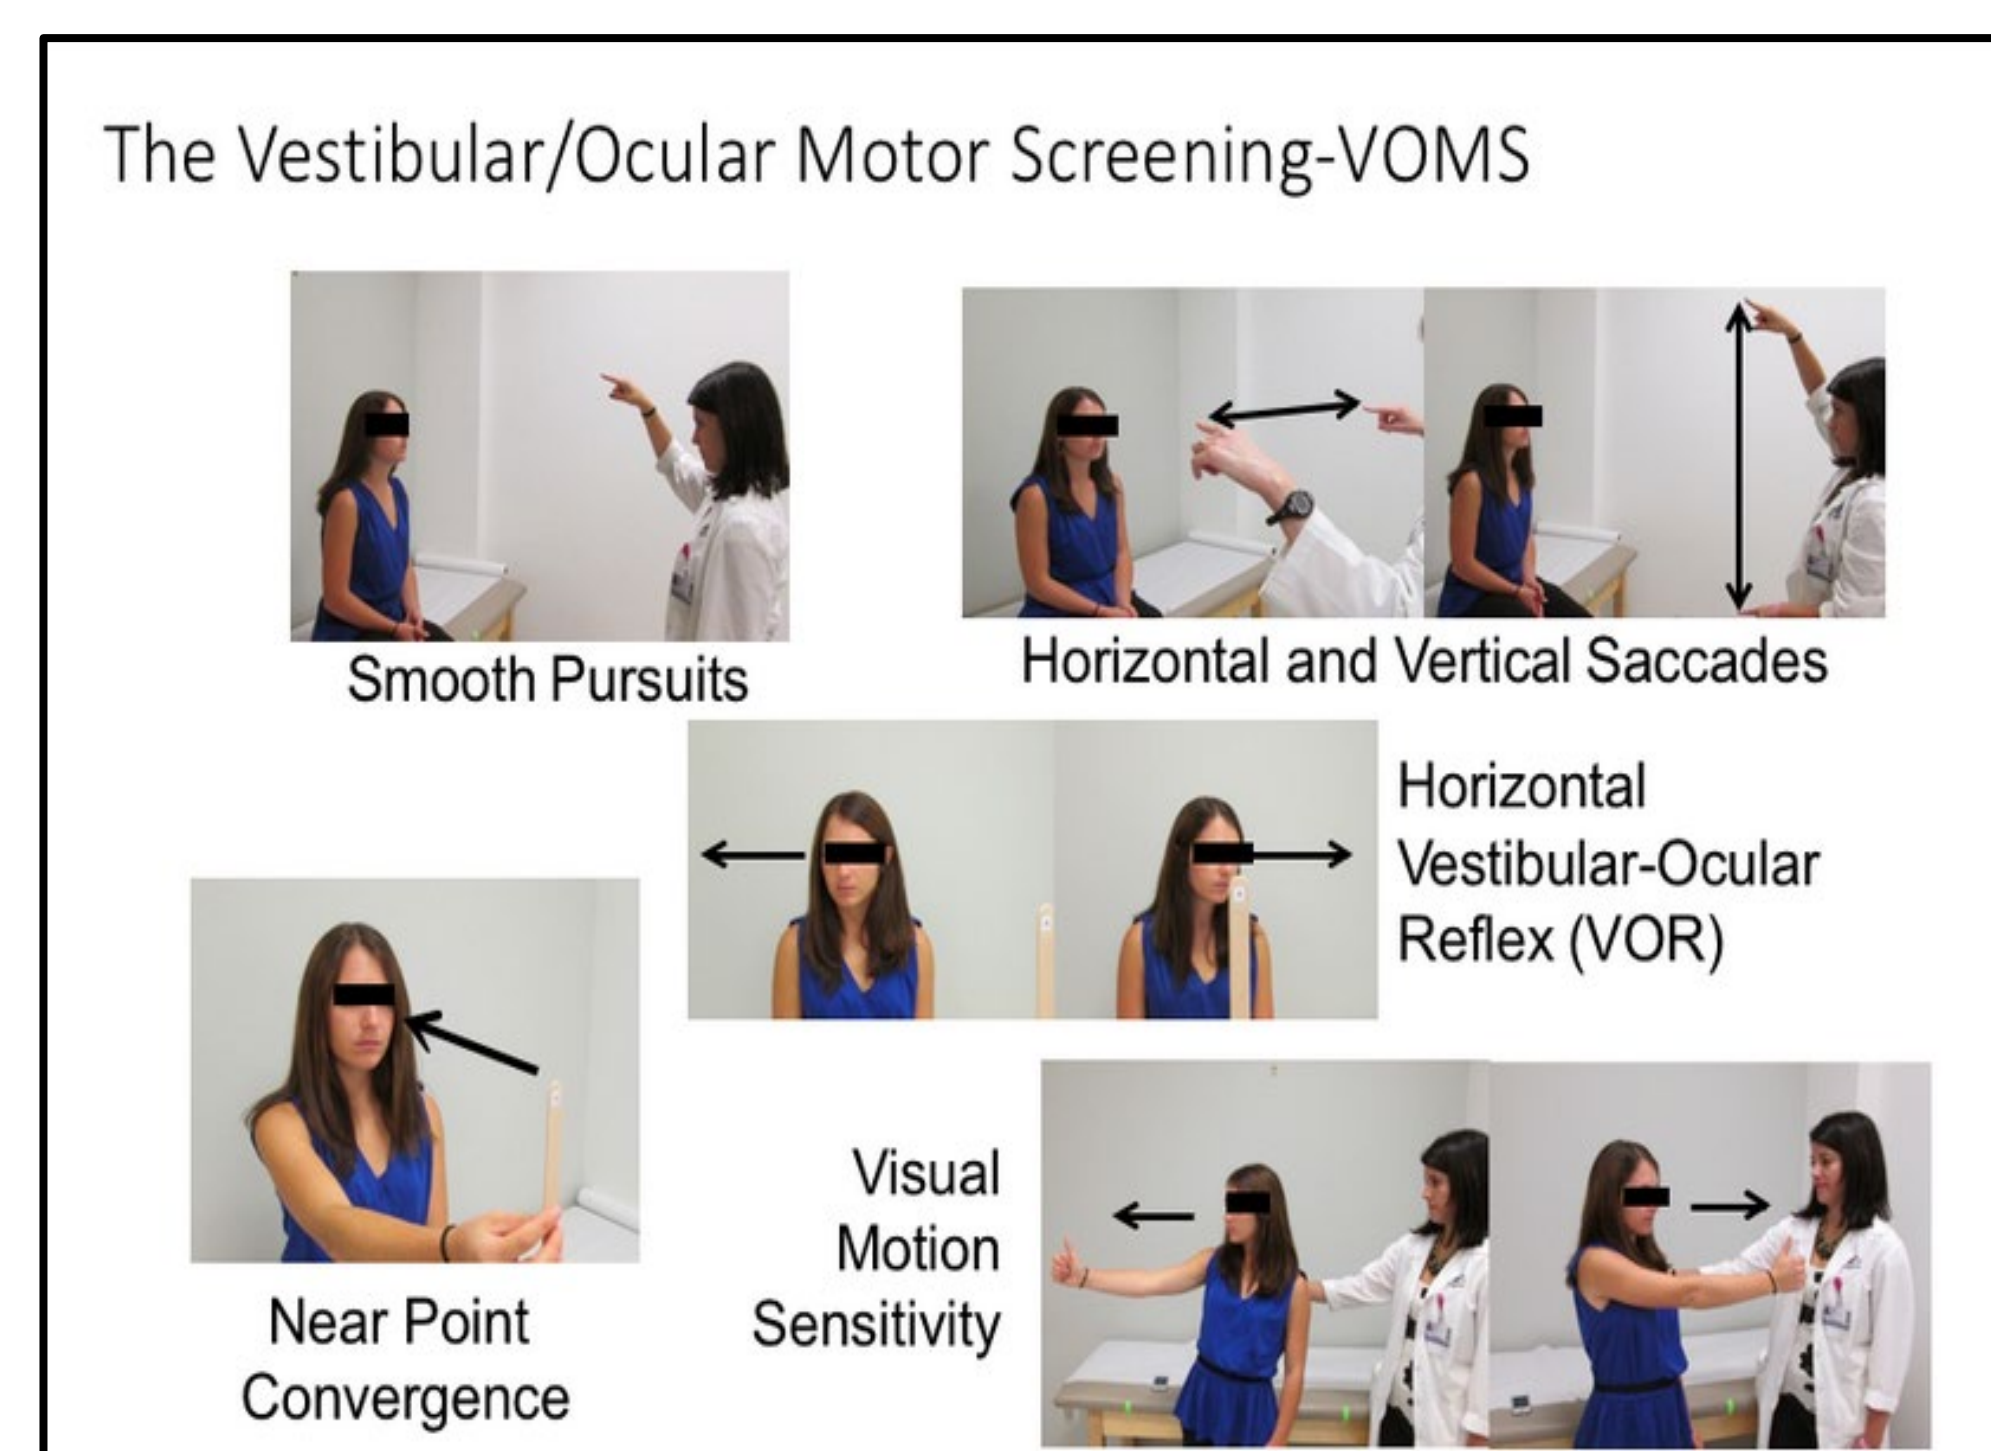 The Vestibular/Ocular Motor Screening-VOMS
Smooth Pursuits
Horizontal and Vertical Saccades
Horizontal
Vestibular-Ocular
Reflex (VOR)
Near Point
Convergence
Visual
Motion
Sensitivity